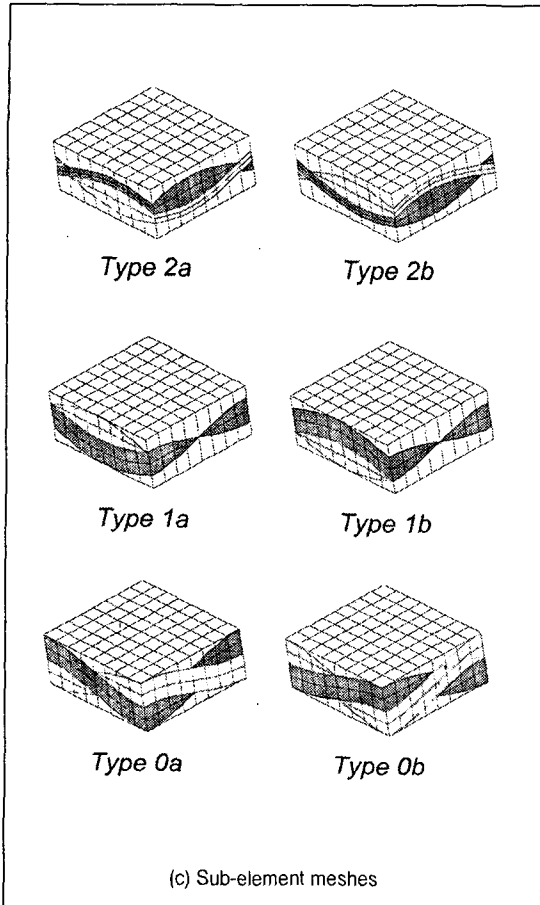 Type 2a
Type 2b
Type 1a
Type 1b
Type 0a
Type 0b
(c) Sub-element meshes